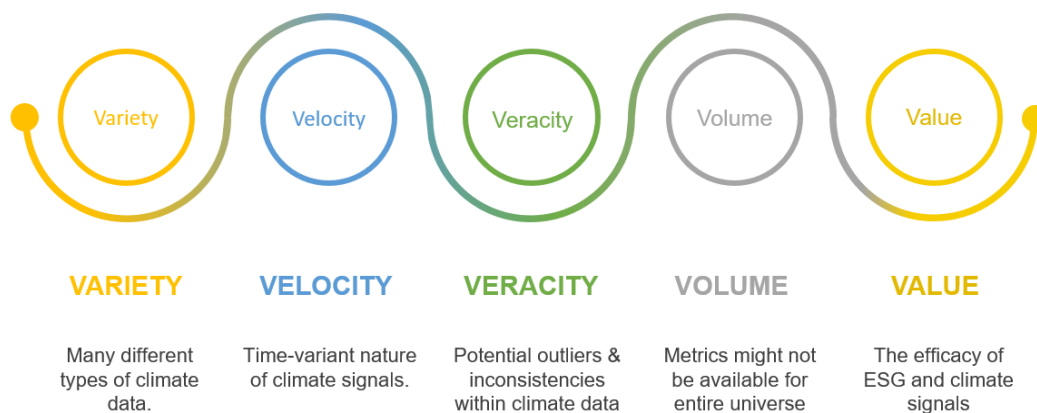 Variety
Velocity
Veracity
Volume
Value
VARIETY
VELOCITY
VERACITY
VOLUME
VALUE
Many different
types of climate
data.
Time-variant nature
of climate signals.
Potential outliers &
inconsistencies
within climate data
Metrics might not
be available for
entire universe
The efficacy of
ESG and climate
signals